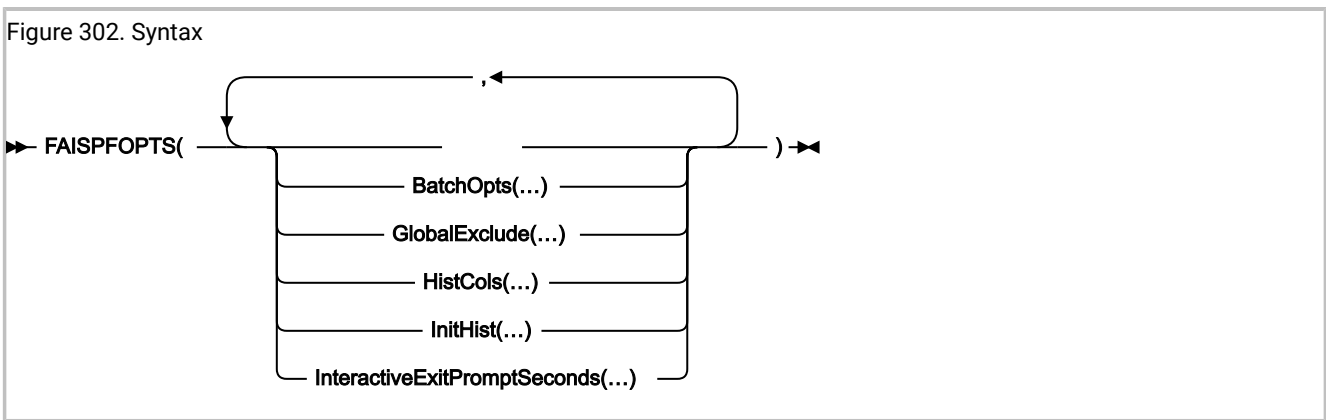 Figure 302. Syntax
,
FAISPFOPTS( )
BatchOpts(...)
GlobalExclude(...)
HistCols(...)
InitHist(...)
InteractiveExitPromptSeconds(...)